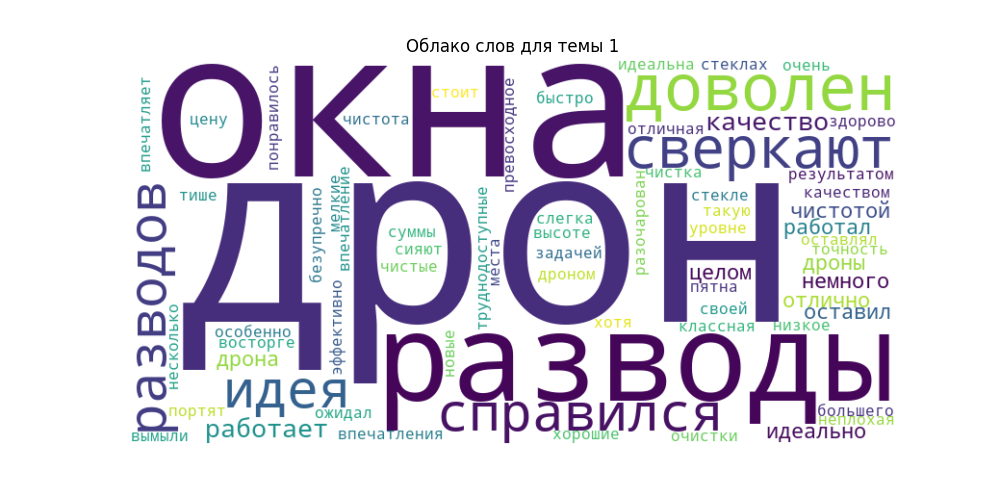 Облако слов для темы 1
окна
дрон
разводы
доволен
сверкают
разводов
справился
идея
идеальна
стеклах
очень
стоит
быстро
цену
чистота
впечатляет
понравилось
превосходное
отличная
качество
здорово
чистка
результатом
качеством
тише
стекле
такую
уровне
чистотой
работал
оставлял
точность
дроны
немного
отлично
оставил
разочарован
безупречно
мелкие
впечатление
суммы
сияют
чистые
труднодоступные
места
слегка
высоте
задачей
дроном
целом
пятна
своей
классная
низкое
хотя
несколько
особенно
восторге
дрона
эффективно
новые
портят
ожидал
вымыли
работает
впечатления
хорошие
очистки
большего
неплохая
идеально